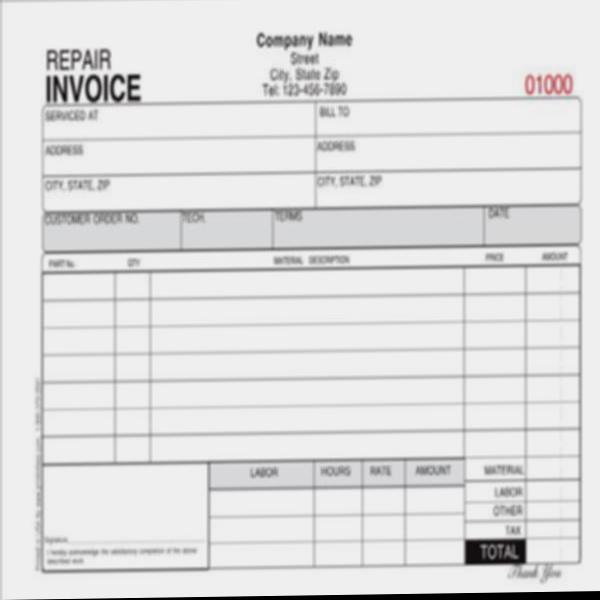 Company Name
REPAIR
Street
City, State Zip
INVOICE
Tel: 123-456-7890
01000
SERVICED AT
BILL TO
ADDRESS
ADDRESS
CITY, STATE, ZIP
CITY, STATE, ZIP
CUSTOMER ORDER NO.
TECH.
TERMS
DATE
PART No.
QTY
MATERIAL DESCRIPTION
PRICE
AMOUNT
LABOR
HOURS
RATE
AMOUNT
MATERIAL
LABOR
OTHER
TAX
TOTAL
Signature
I hereby acknowledge the satisfactory completion of the above
described work.
Thank You